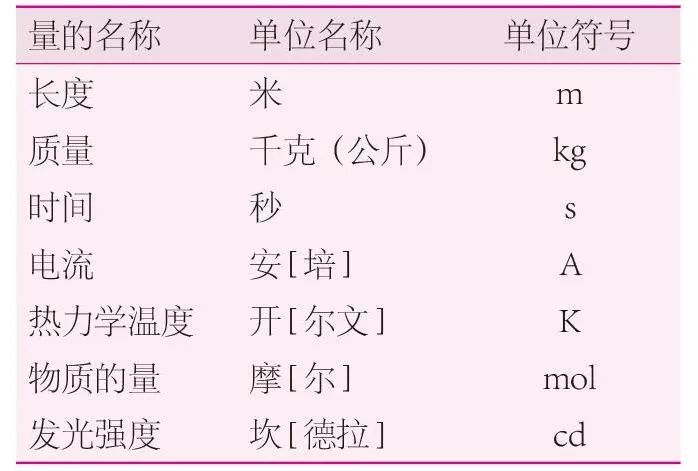 量的名称 单位名称 单位符号
长度 米 m
质量 千克（公斤） kg
时间 秒 s
电流 安[培] A
热力学温度 开[尔文] K
物质的量 摩[尔] mol
发光强度 坎[德拉] cd